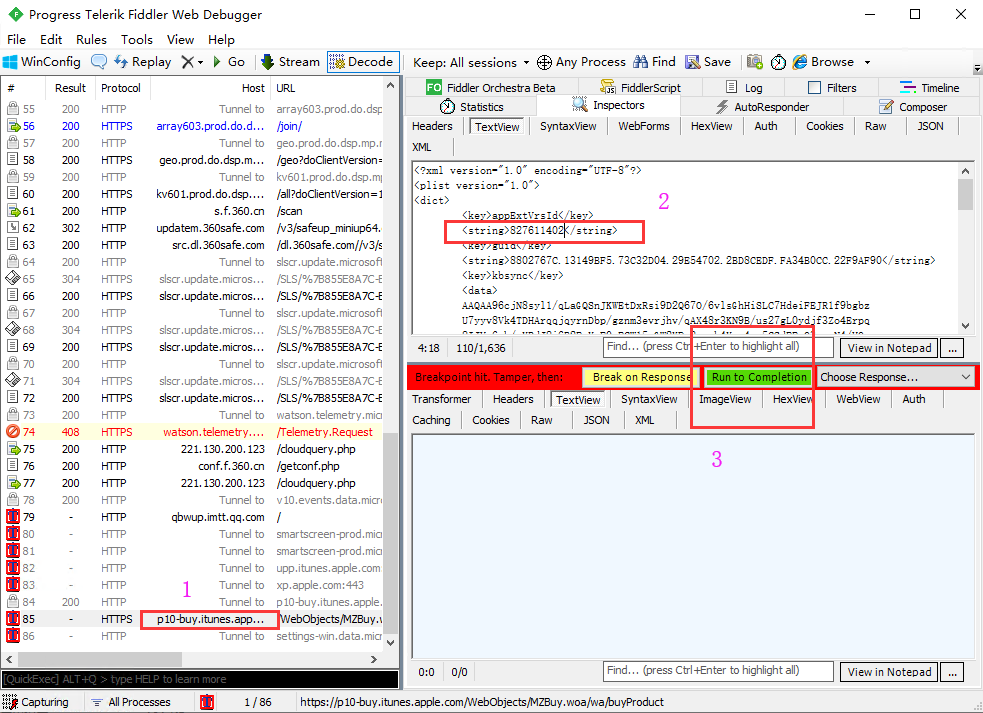 Progress Telerik Fiddler Web Debugger
File Edit Rules Tools View Help
WinConfig Replay Go Stream Decode Keep: All sessions Any Process Find Save Browse
# Result Protocol Host URL
55 200 HTTP Tunnel to array603.prod.do.dsp
56 200 HTTPS array603.prod.do.d... /join/
57 200 HTTP Tunnel to geo.prod.do.dsp.mp.m
58 200 HTTPS geo.prod.do.dsp.m... /geo?doClientVersion=
59 200 HTTP Tunnel to kv601.prod.do.dsp.mp
60 200 HTTPS kv601.prod.do.dsp.... /all?doClientVersion=1
61 200 HTTP s.f.360.cn /scan
62 302 HTTP updatem.360safe.com /v3/safeup_miniup64.
63 200 HTTP src.dl.360safe.com /dl.360safe.com//v3/s
64 200 HTTP Tunnel to slscr.update.microsoft
65 304 HTTPS slscr.update.micros... /SLS/%7B855E8A7C-E
66 200 HTTPS slscr.update.micros... /SLS/%7B855E8A7C-E
67 200 HTTP Tunnel to slscr.update.microsoft
68 304 HTTPS slscr.update.micros... /SLS/%7B855E8A7C-E
69 200 HTTPS slscr.update.micros... /SLS/%7B855E8A7C-E
70 200 HTTP Tunnel to slscr.update.microsoft
71 304 HTTPS slscr.update.micros... /SLS/%7B855E8A7C-E
72 200 HTTPS slscr.update.micros... /SLS/%7B855E8A7C-E
73 200 HTTP Tunnel to watson.telemetry.micr
74 408 HTTPS watson.telemetry.... /Telemetry.Request
75 200 HTTP 221.130.200.123 /cloudquery.php
76 200 HTTP conf.f.360.cn /getconf.php
77 200 HTTP 221.130.200.123 /cloudquery.php
78 200 HTTP Tunnel to v10.events.data.micro
79 - HTTP qbwup.imtt.qq.com /
80 - HTTP Tunnel to smartscreen-prod.micr
81 - HTTP Tunnel to smartscreen-prod.micr
82 - HTTP Tunnel to upp.itunes.apple.com:
83 - HTTP Tunnel to xp.apple.com:443
84 200 HTTP Tunnel to p10-buy.itunes.apple.
85 - HTTPS p10-buy.itunes.app... /WebObjects/MZBuy.w
86 - HTTP Tunnel to settings-win.data.micr
1
[QuickExec] ALT+Q > type HELP to learn more
Fiddler Orchestra Beta FiddlerScript Log Filters Timeline
Statistics Inspectors AutoResponder Composer
Headers TextView SyntaxView WebForms HexView Auth Cookies Raw JSON
XML
<?xml version="1.0" encoding="UTF-8"?>
<plist version="1.0">
<dict>
<key>appExtVrsId</key>
<string>827611402</string>
<key>guid</key>
<string>8802767C.13149BF5.73C32D04.29E54702.2BD8CEDF.FA34B0CC.22F9AF90</string>
<key>kbsync</key>
<data>
2
4:18 110/1,636 Find... (press Ctrl+Enter to highlight all) View in Notepad ...
Breakpoint hit. Tamper, then: Break on Response Run to Completion Choose Response...
Transformer Headers TextView SyntaxView ImageView HexView WebView Auth
Caching Cookies Raw JSON XML
3
0:0 0/0 Find... (press Ctrl+Enter to highlight all) View in Notepad ...
Capturing All Processes 1 / 86 https://p10-buy.itunes.apple.com/WebObjects/MZBuy.woa/wa/buyProduct